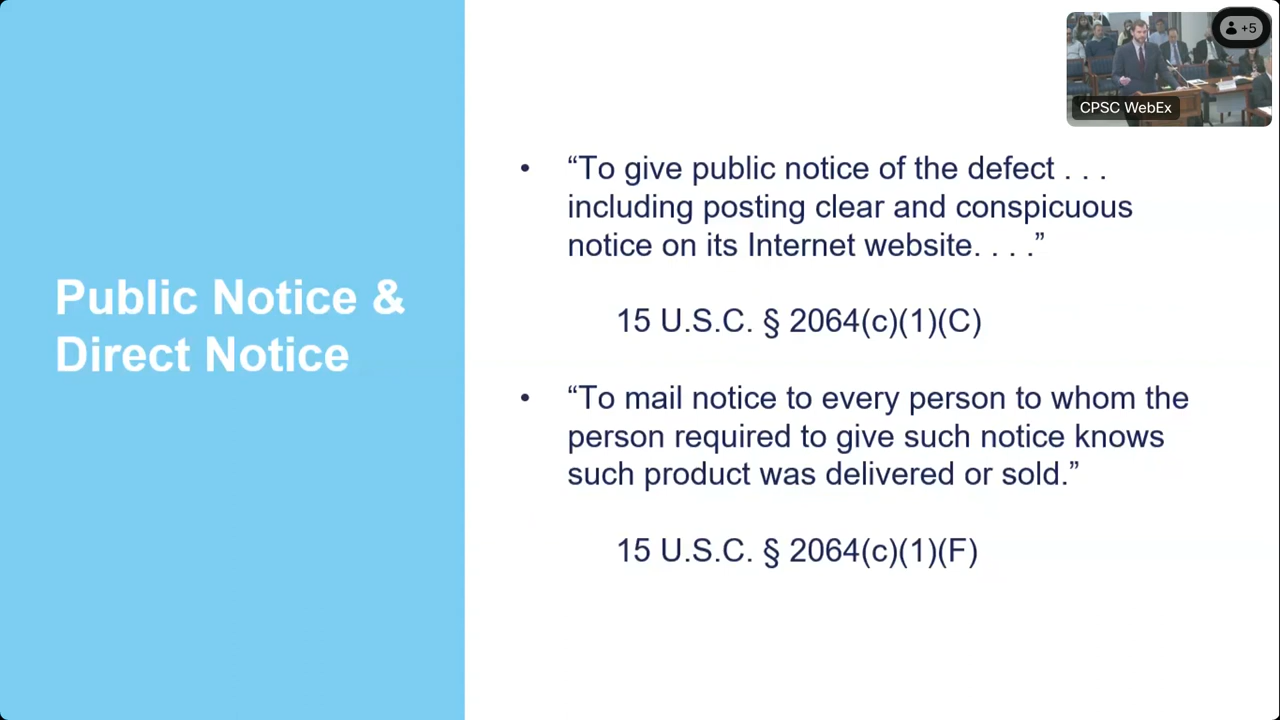 +5
CPSC WebEx
Public Notice &
Direct Notice
• “To give public notice of the defect . . .
including posting clear and conspicuous
notice on its Internet website. . . .”
15 U.S.C. § 2064(c)(1)(C)
• “To mail notice to every person to whom the
person required to give such notice knows
such product was delivered or sold.”
15 U.S.C. § 2064(c)(1)(F)